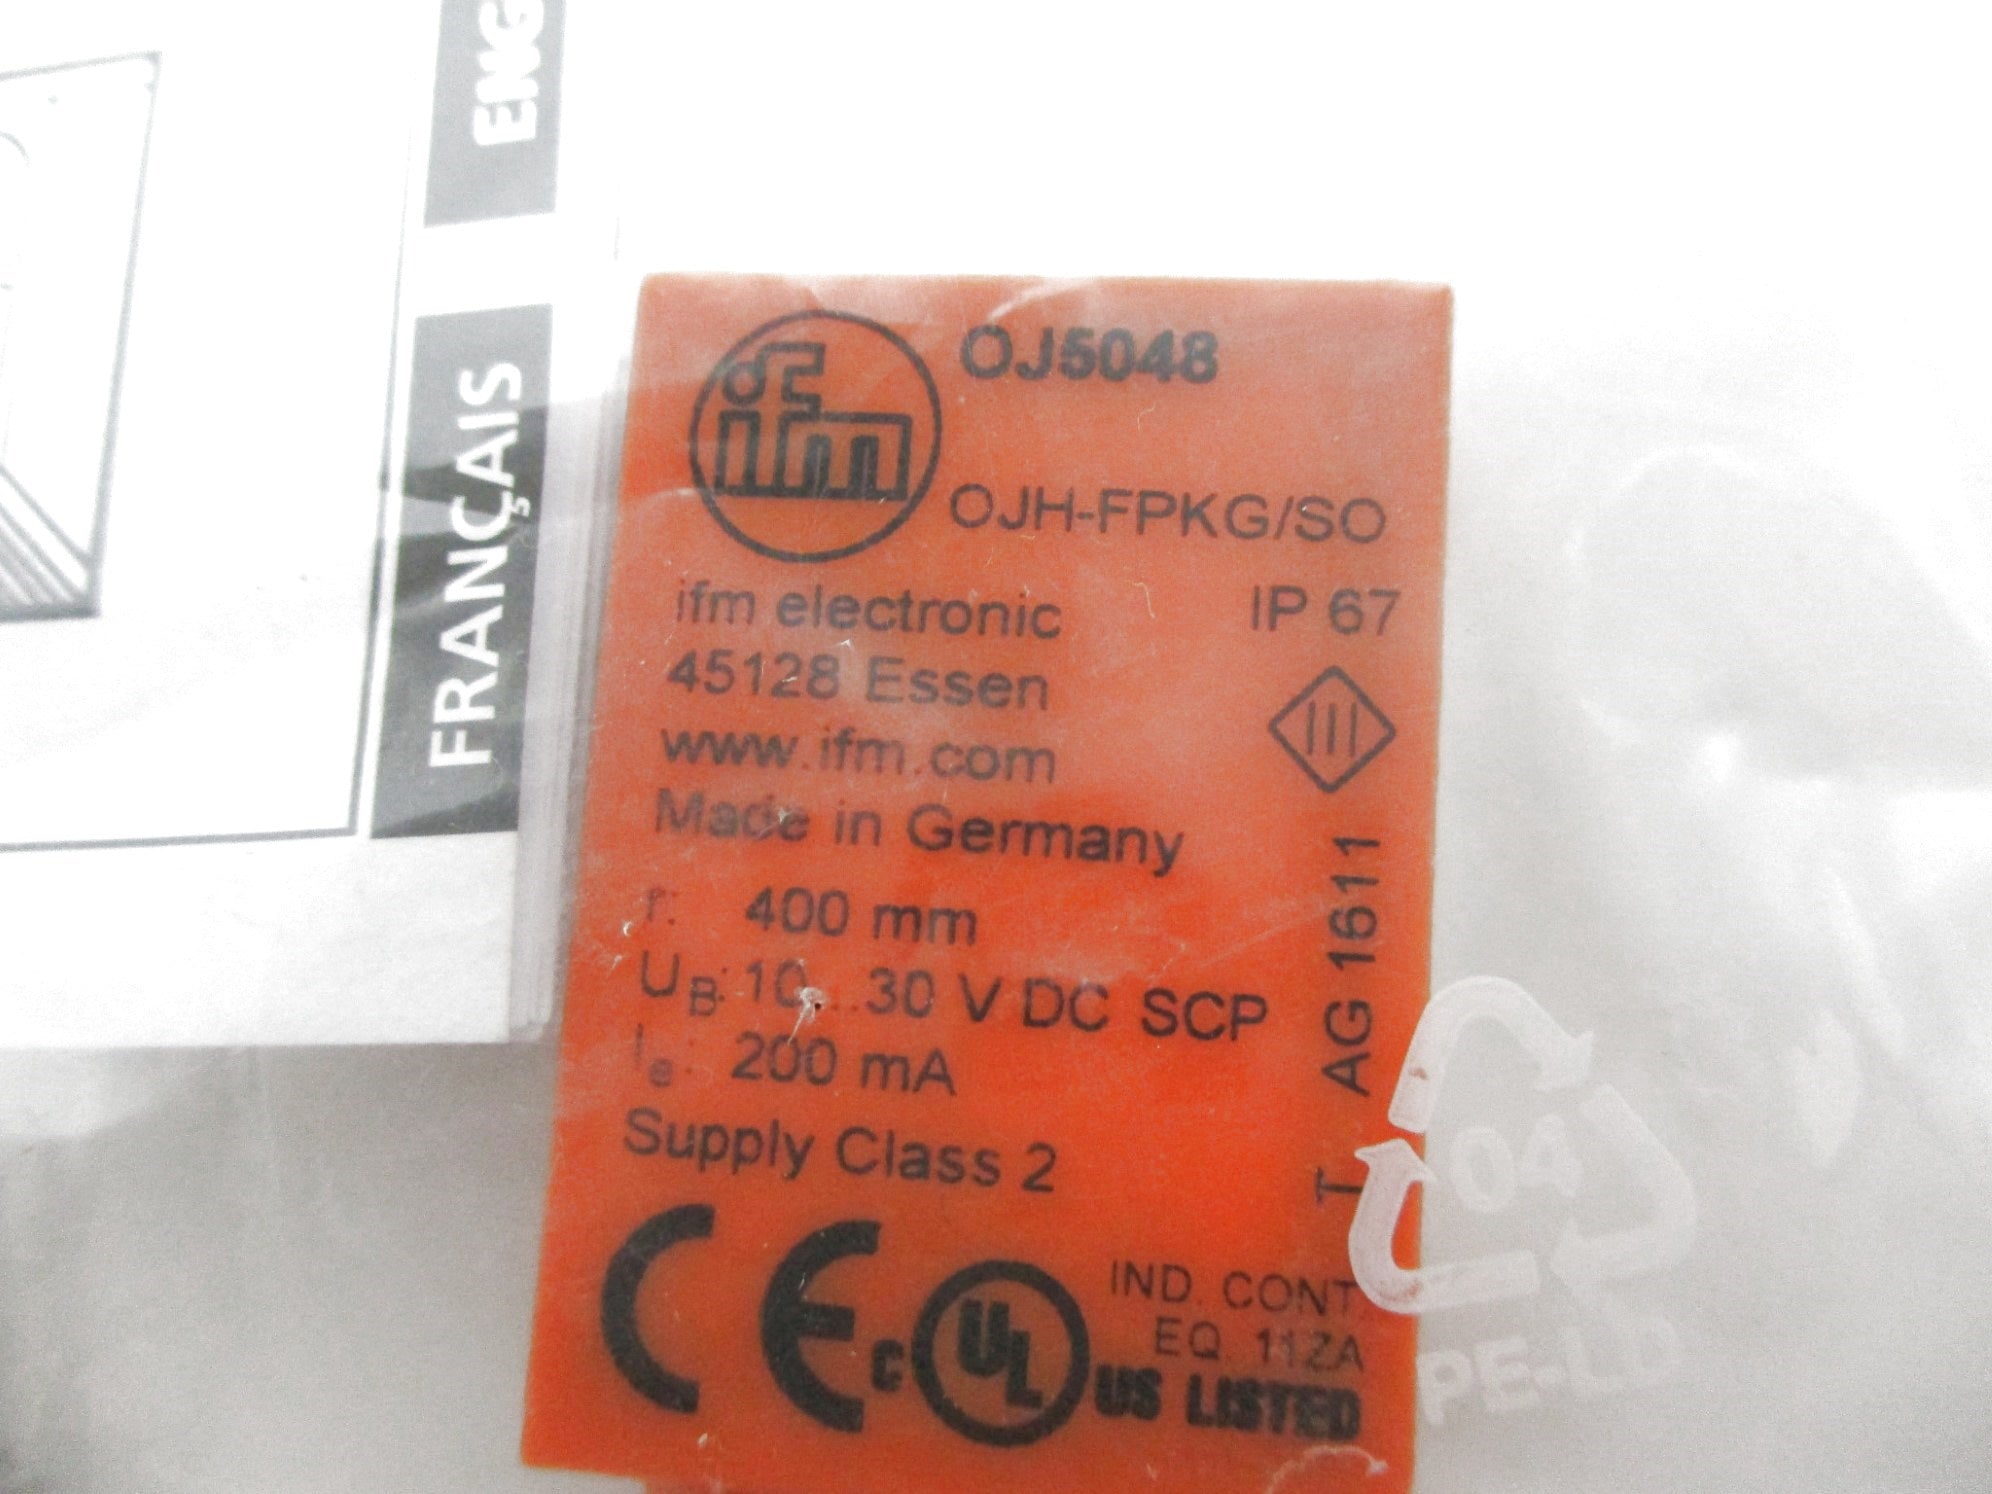 ENG
FRANÇAIS
ifm
OJ5048
OJH-FPKG/SO
ifm electronic
IP 67
45128 Essen
www.ifm.com
Made in Germany
III
r: 400 mm
UB: 10...30 V DC SCP
Ie: 200 mA
Supply Class 2
T AG1611
CE
c UL US LISTED
IND. CONT.
EQ. 11ZA
04
PE-LD